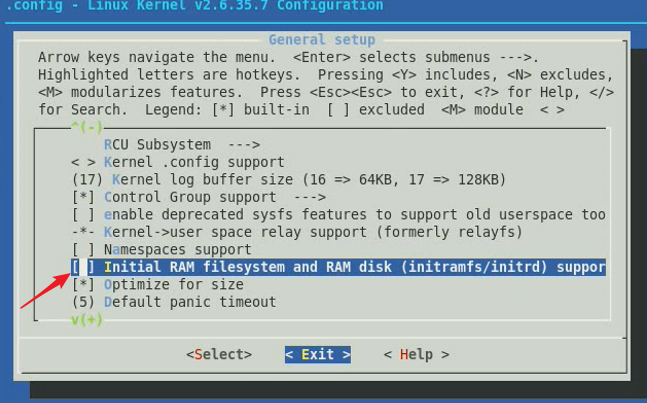 .config - Linux Kernel v2.6.35.7 Configuration
General setup
Arrow keys navigate the menu.  <Enter> selects submenus --->.
Highlighted letters are hotkeys.  Pressing <Y> includes, <N> excludes,
<M> modularizes features.  Press <Esc><Esc> to exit, <?> for Help, </>
for Search.  Legend: [*] built-in  [ ] excluded  <M> module  < >
^(-)
RCU Subsystem  --->
< > Kernel .config support
(17) Kernel log buffer size (16 => 64KB, 17 => 128KB)
[*] Control Group support  --->
[ ] enable deprecated sysfs features to support old userspace too
-*- Kernel->user space relay support (formerly relayfs)
[ ] Namespaces support
[ ] Initial RAM filesystem and RAM disk (initramfs/initrd) suppor
[*] Optimize for size
(5) Default panic timeout
v(+)
<Select>    < Exit >    < Help >